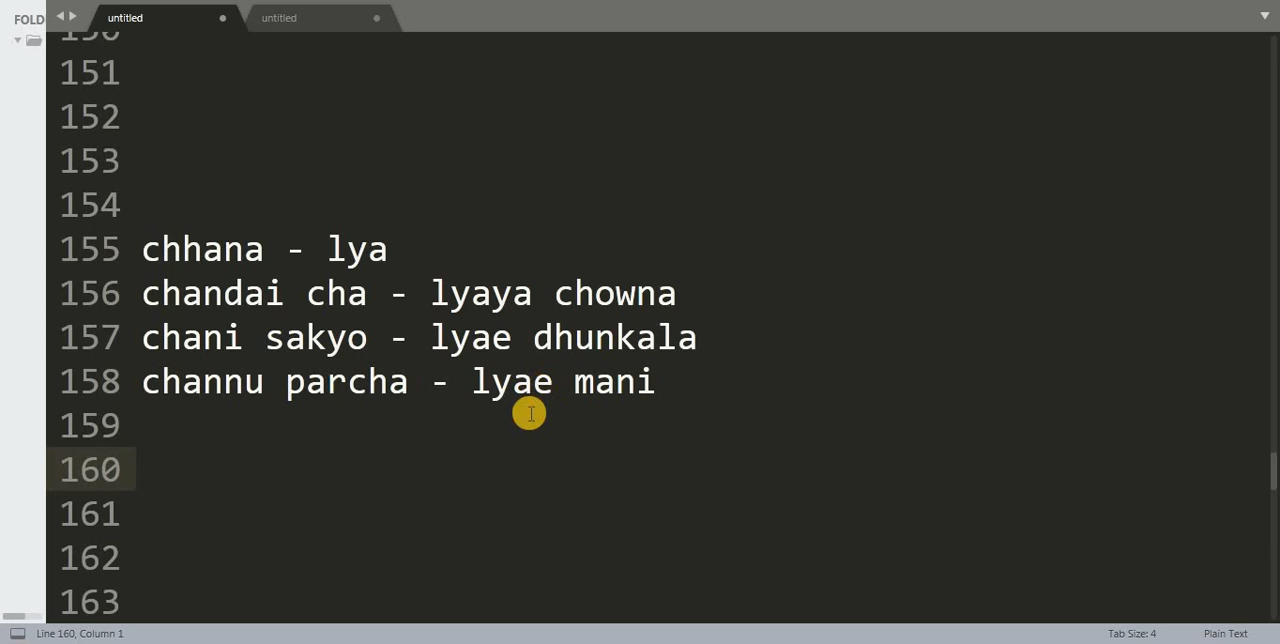 FOLD
untitled
untitled
150
151
152
153
154
155 chhana - lya
156 chandai cha - lyaya chowna
157 chani sakyo - lyae dhunkala
158 channu parcha - lyae mani
159
160
161
162
163
Line 160, Column 1
Tab Size: 4
Plain Text